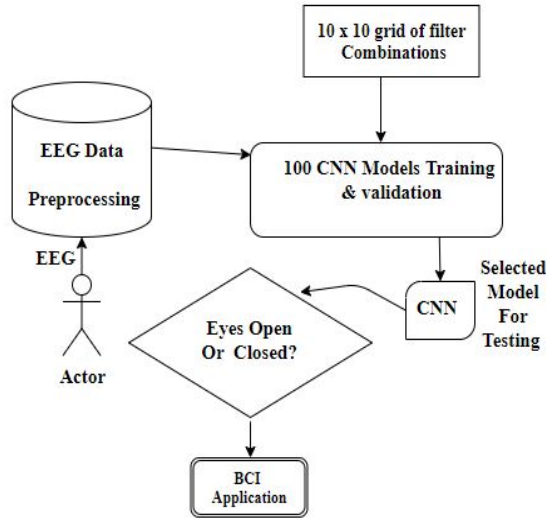 10 x 10 grid of filter
Combinations
EEG Data
Preprocessing
100 CNN Models Training
& validation
EEG
Actor
Eyes Open
Or Closed?
CNN
Selected
Model
For
Testing
BCI
Application